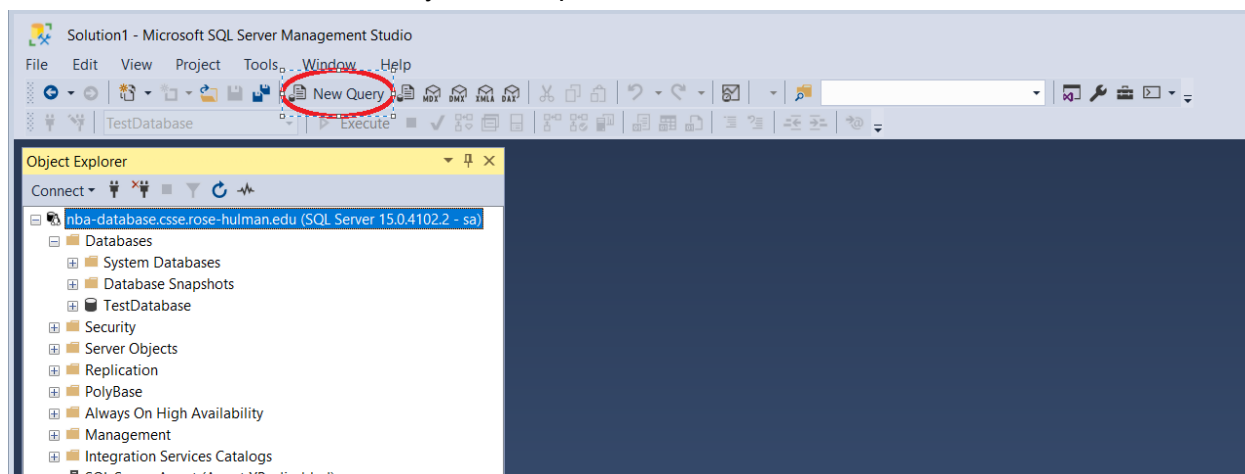 Solution1 - Microsoft SQL Server Management Studio
File Edit View Project Tools Window Help
New Query MDX DMX XMLA DAX
TestDatabase Execute
Object Explorer
Connect
nba-database.csse.rose-hulman.edu (SQL Server 15.0.4102.2 - sa)
Databases
System Databases
Database Snapshots
TestDatabase
Security
Server Objects
Replication
PolyBase
Always On High Availability
Management
Integration Services Catalogs